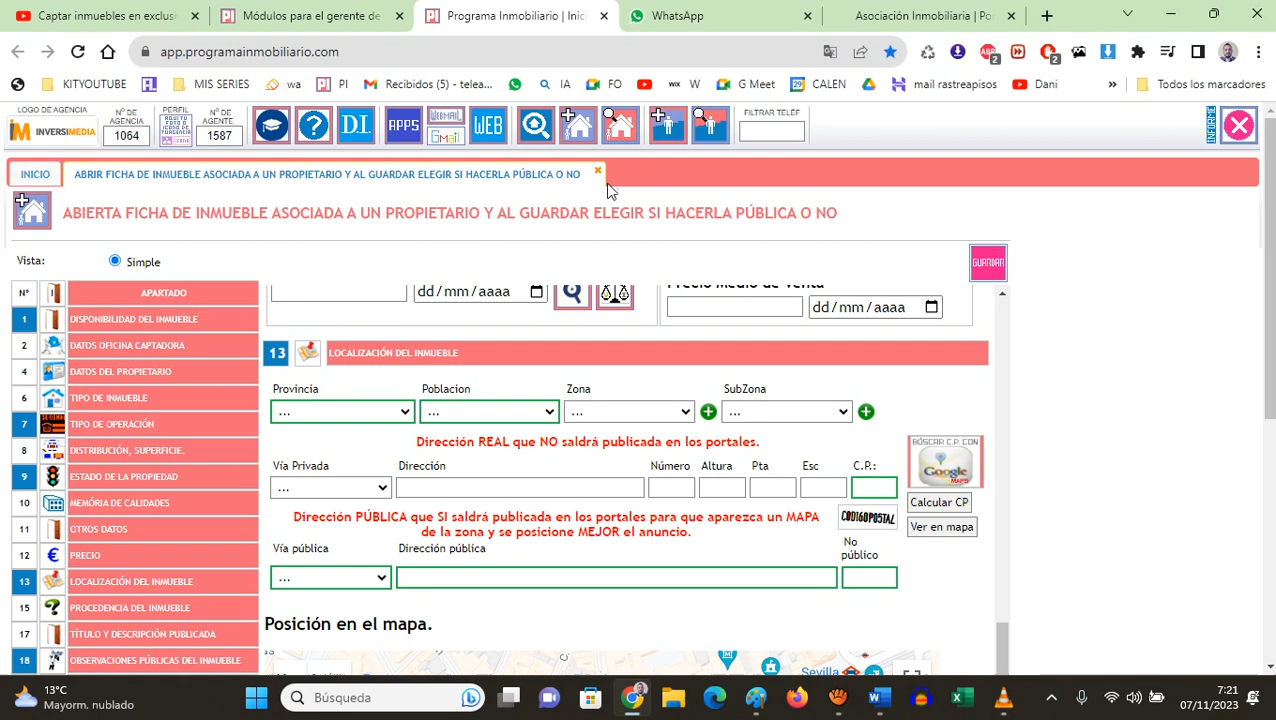 Captar inmuebles en exclusi
Módulos para el gerente de
Programa Inmobiliario | Inic
WhatsApp
Asociación Inmobiliaria | Po
app.programainmobiliario.com
KITYOUTUBE
MIS SERIES
wa
PI
Recibidos (5) - telea...
IA
FO
WX
W
G Meet
CALEN
mail rastreapisos
Dani
Todos los marcadores
LOGO DE AGENCIA
INVERSIMEDIA
Nº DE AGENCIA
1064
PERFIL
Nº DE AGENTE
1587
D.I.
APPS
WEBMAIL
Gmail
WEB
FILTRAR TELÉF
INFORME
INICIO
ABRIR FICHA DE INMUEBLE ASOCIADA A UN PROPIETARIO Y AL GUARDAR ELEGIR SI HACERLA PÚBLICA O NO
ABIERTA FICHA DE INMUEBLE ASOCIADA A UN PROPIETARIO Y AL GUARDAR ELEGIR SI HACERLA PÚBLICA O NO
Vista:
Simple
GUARDAR
Nº
APARTADO
1 DISPONIBILIDAD DEL INMUEBLE
2 DATOS OFICINA CAPTADORA
4 DATOS DEL PROPIETARIO
6 TIPO DE INMUEBLE
7 TIPO DE OPERACIÓN
8 DISTRIBUCIÓN, SUPERFICIE.
9 ESTADO DE LA PROPIEDAD
10 MEMÓRIA DE CALIDADES
11 OTROS DATOS
12 € PRECIO
13 LOCALIZACIÓN DEL INMUEBLE
15 PROCEDENCIA DEL INMUEBLE
17 TÍTULO Y DESCRIPCIÓN PUBLICADA
18 OBSERVACIONES PÚBLICAS DEL INMUEBLE
dd/mm/aaaa
Precio Medio de Venta
dd/mm/aaaa
13 LOCALIZACIÓN DEL INMUEBLE
Provincia
Poblacion
Zona
SubZona
...
...
...
...
Dirección REAL que NO saldrá publicada en los portales.
BÚSCAR C.P. CON
Google
MAPS
Vía Privada
Dirección
Número
Altura
Pta
Esc
C.P.:
...
Calcular CP
Dirección PÚBLICA que SI saldrá publicada en los portales para que aparezca un MAPA
de la zona y se posicione MEJOR el anuncio.
CODIGOPOSTAL
Ver en mapa
Vía pública
Dirección pública
No público
...
Posición en el mapa.
Sevilla
13°C
Mayorm. nublado
Búsqueda
7:21
07/11/2023